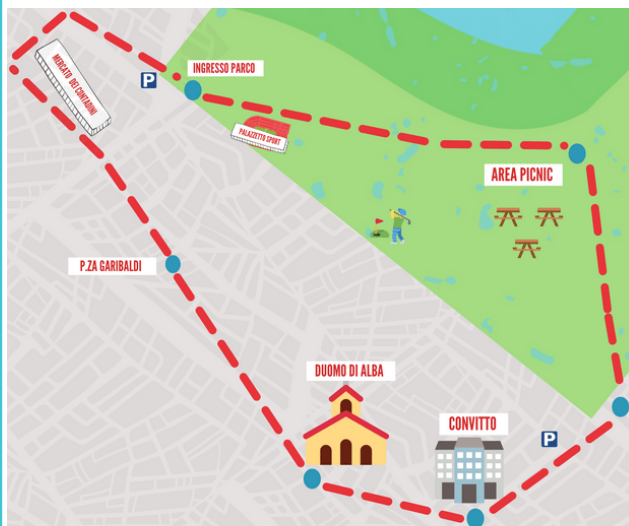 INGRESSO PARCO
MERCATO DEI CONTADINI
P
PALAZZETTO SPORT
AREA PICNIC
P.ZA GARIBALDI
DUOMO DI ALBA
CONVITTO
P